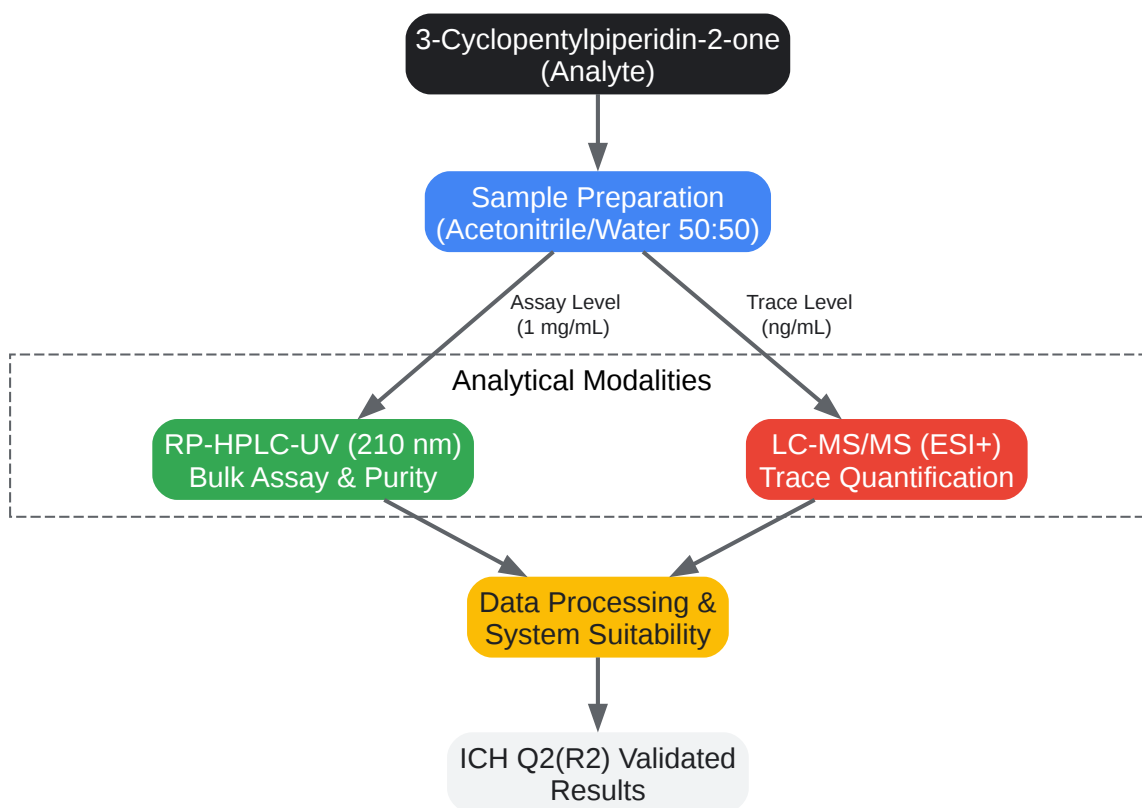 3-Cyclopentylpiperidin-2-one
(Analyte)
Sample Preparation
(Acetonitrile/Water 50:50)
Assay Level
(1 mg/mL)
Trace Level
(ng/mL)
Analytical Modalities
RP-HPLC-UV (210 nm)
Bulk Assay & Purity
LC-MS/MS (ESI+)
Trace Quantification
Data Processing &
System Suitability
ICH Q2(R2) Validated
Results